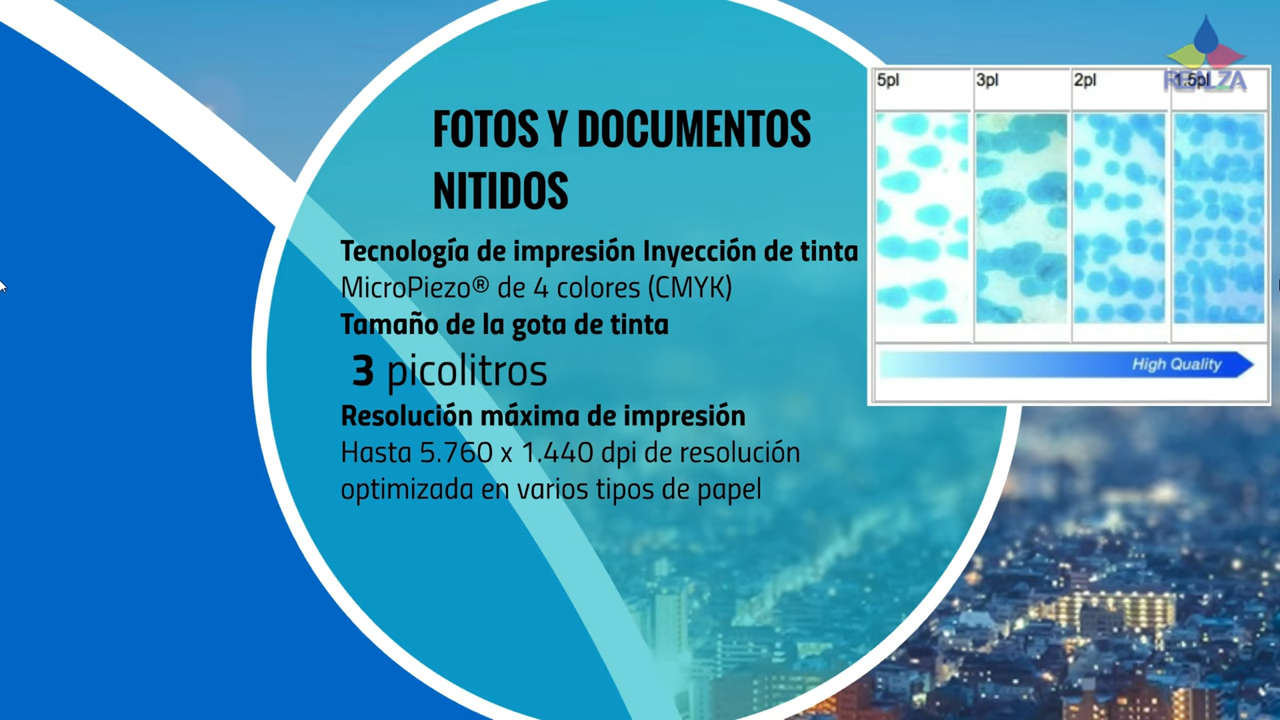 FOTOS Y DOCUMENTOS
NITIDOS
Tecnología de impresión Inyección de tinta
MicroPiezo® de 4 colores (CMYK)
Tamaño de la gota de tinta
3 picolitros
Resolución máxima de impresión
Hasta 5.760 x 1.440 dpi de resolución
optimizada en varios tipos de papel
5pl 3pl 2pl 1.5pl
High Quality